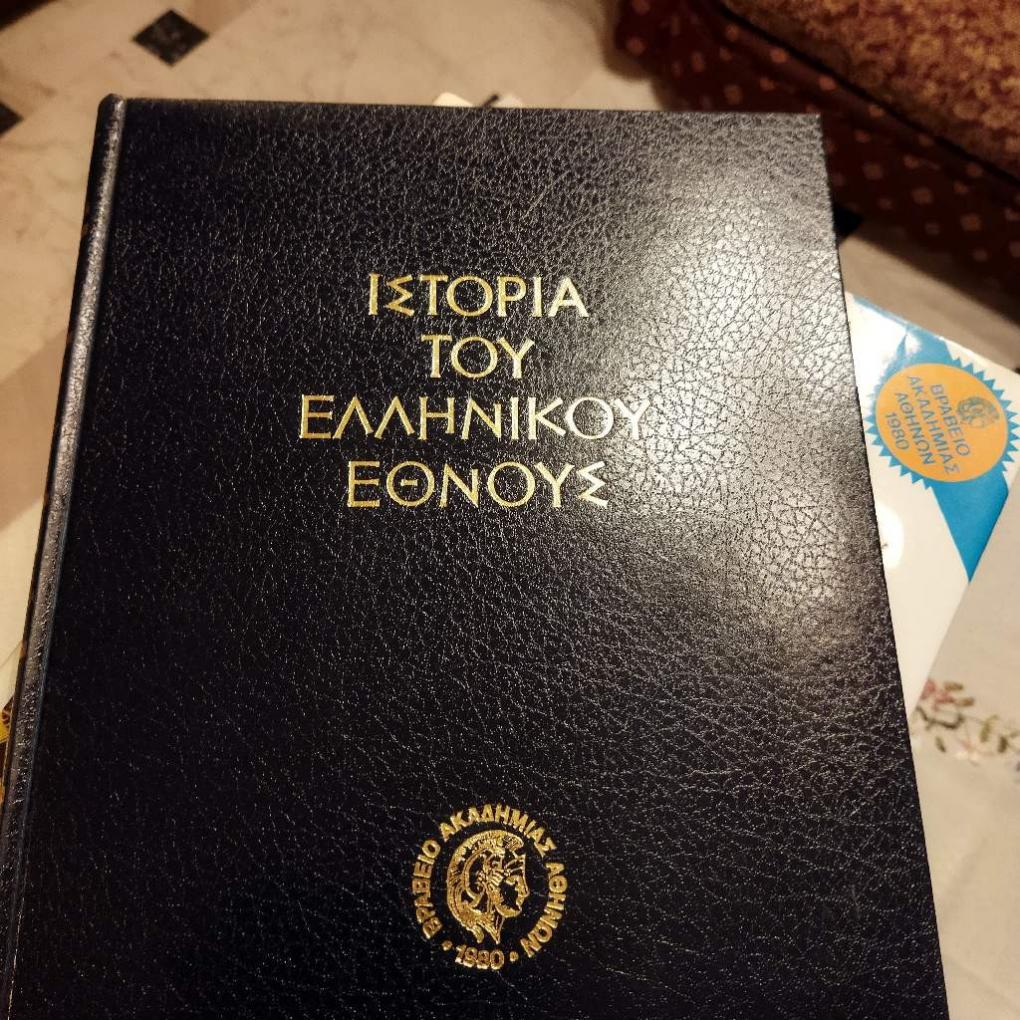 ΙΣΤΟΡΙΑ
ΤΟΥ
ΕΛΛΗΝΙΚΟΥ
ΕΘΝΟΥΣ
ΒΡΑΒΕΙΟ ΑΚΑΔΗΜΙΑΣ ΑΘΗΝΩΝ
• 1980 •
ΒΡΑΒΕΙΟ
ΑΚΑΔΗΜΙΑΣ
ΑΘΗΝΩΝ
1980